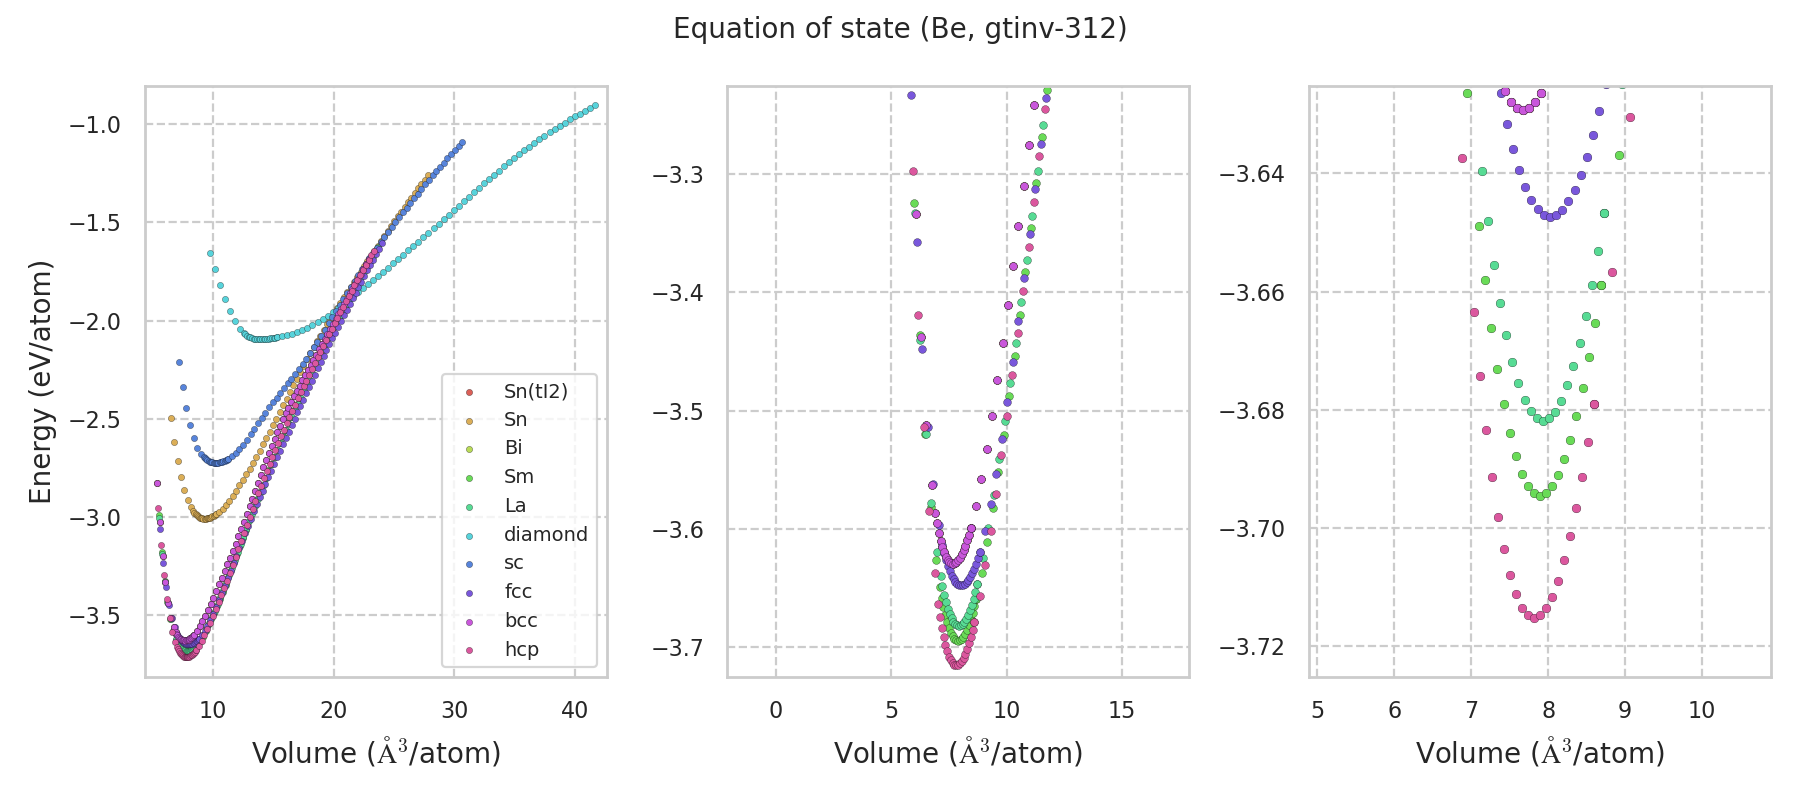 Equation of state (Be, gtinv-312)
Energy (eV/atom)
−1.0
−1.5
−2.0
−2.5
−3.0
−3.5
10
20
30
40
Volume (Å³/atom)
Sn(tI2)
Sn
Bi
Sm
La
diamond
sc
fcc
bcc
hcp
−3.3
−3.4
−3.5
−3.6
−3.7
0
5
10
15
Volume (Å³/atom)
−3.64
−3.66
−3.68
−3.70
−3.72
5
6
7
8
9
10
Volume (Å³/atom)